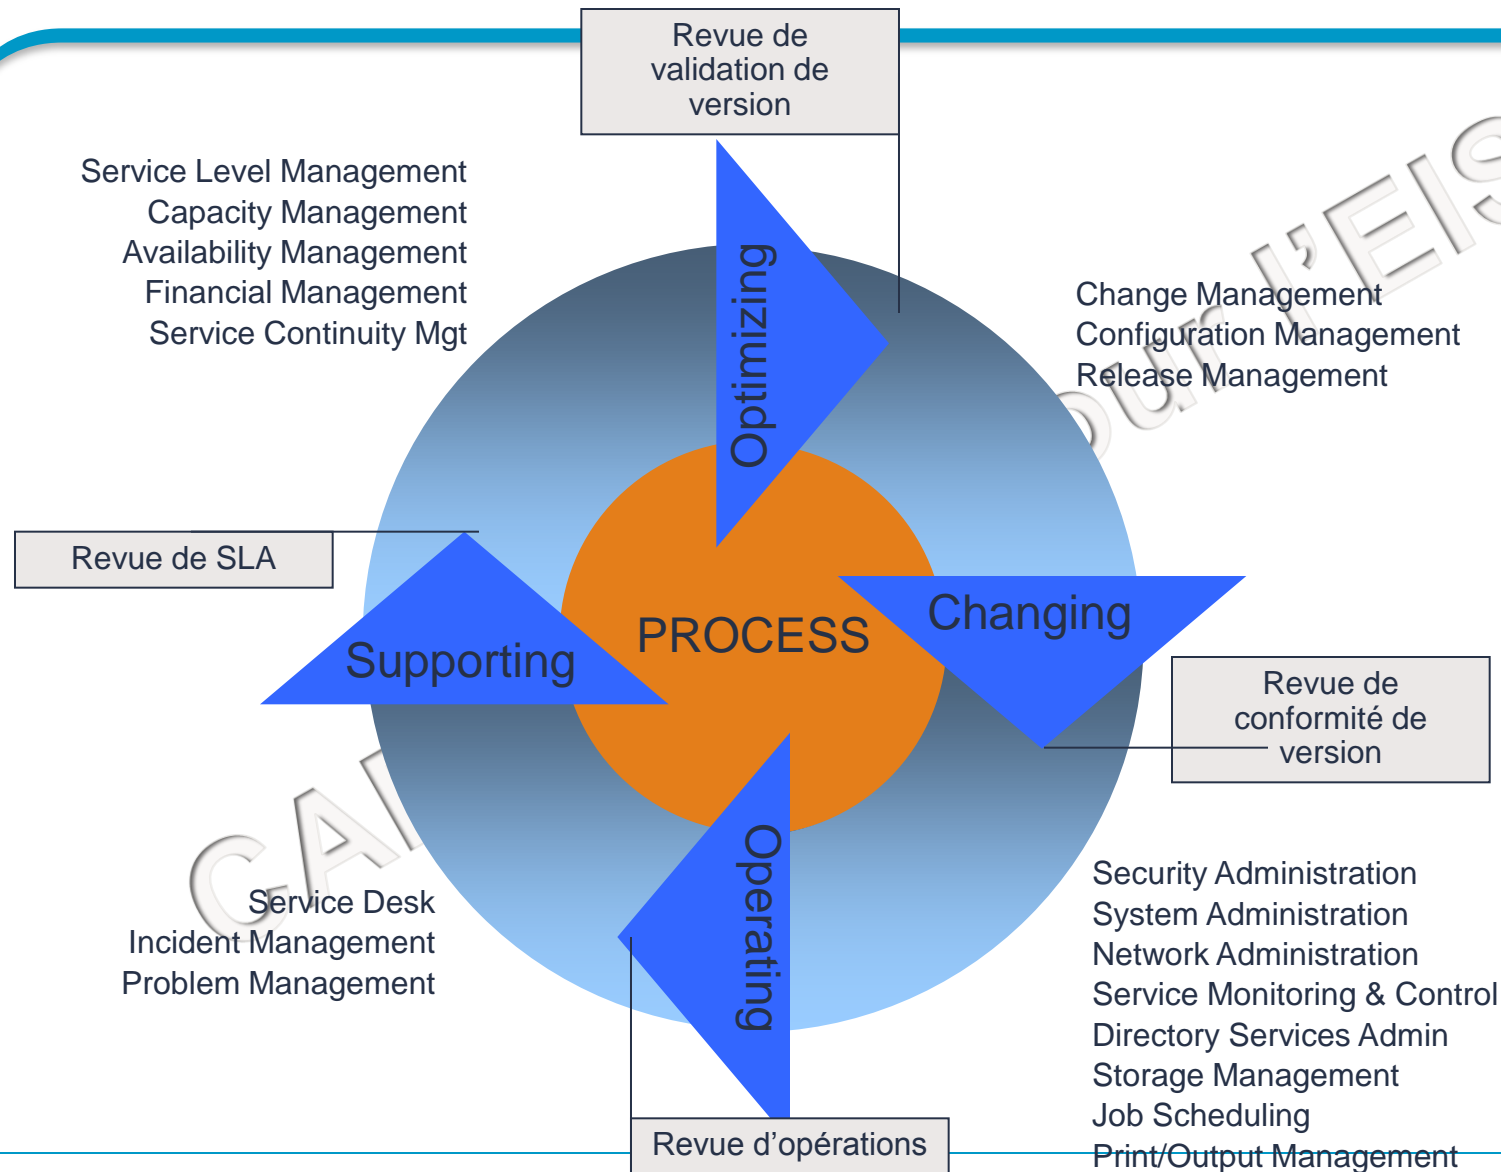 Revue de
validation de
version
Service Level Management
Capacity Management
Availability Management
Financial Management
Service Continuity Mgt
Optimizing
Change Management
Configuration Management
Release Management
Revue de SLA
PROCESS
Changing
Supporting
Revue de
conformité de
version
Operating
Service Desk
Incident Management
Problem Management
Security Administration
System Administration
Network Administration
Service Monitoring & Control
Directory Services Admin
Storage Management
Job Scheduling
Print/Output Management
Revue d’opérations
l’EIS